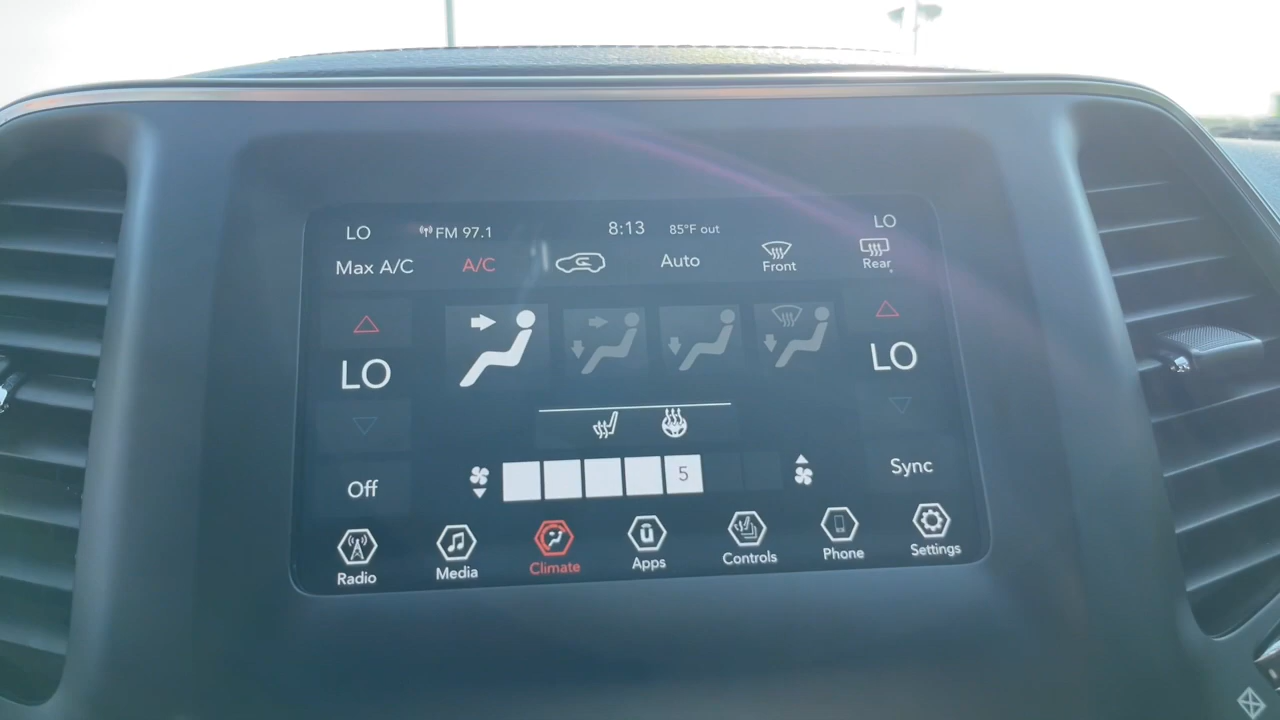 LO FM 97.1 8:13 85°F out LO
Max A/C A/C Auto Front Rear
LO LO
Off 5 Sync
Radio Media Climate Apps Controls Phone Settings